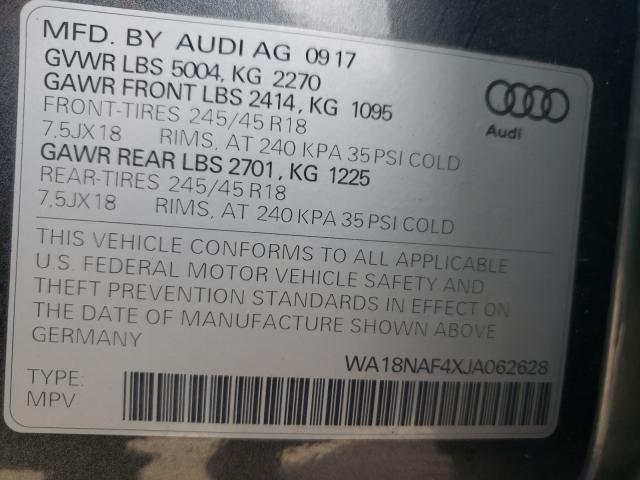 MFD. BY AUDI AG 09 17
GVWR LBS 5004, KG 2270
GAWR FRONT LBS 2414, KG 1095
FRONT-TIRES 245/45 R18
7,5JX18 RIMS, AT 240 KPA 35 PSI COLD
GAWR REAR LBS 2701, KG 1225
REAR-TIRES 245/45 R18
7,5JX18 RIMS, AT 240 KPA 35 PSI COLD
Audi
THIS VEHICLE CONFORMS TO ALL APPLICABLE
U.S. FEDERAL MOTOR VEHICLE SAFETY AND
THEFT PREVENTION STANDARDS IN EFFECT ON
THE DATE OF MANUFACTURE SHOWN ABOVE
GERMANY
WA18NAF4XJA062628
TYPE:
MPV